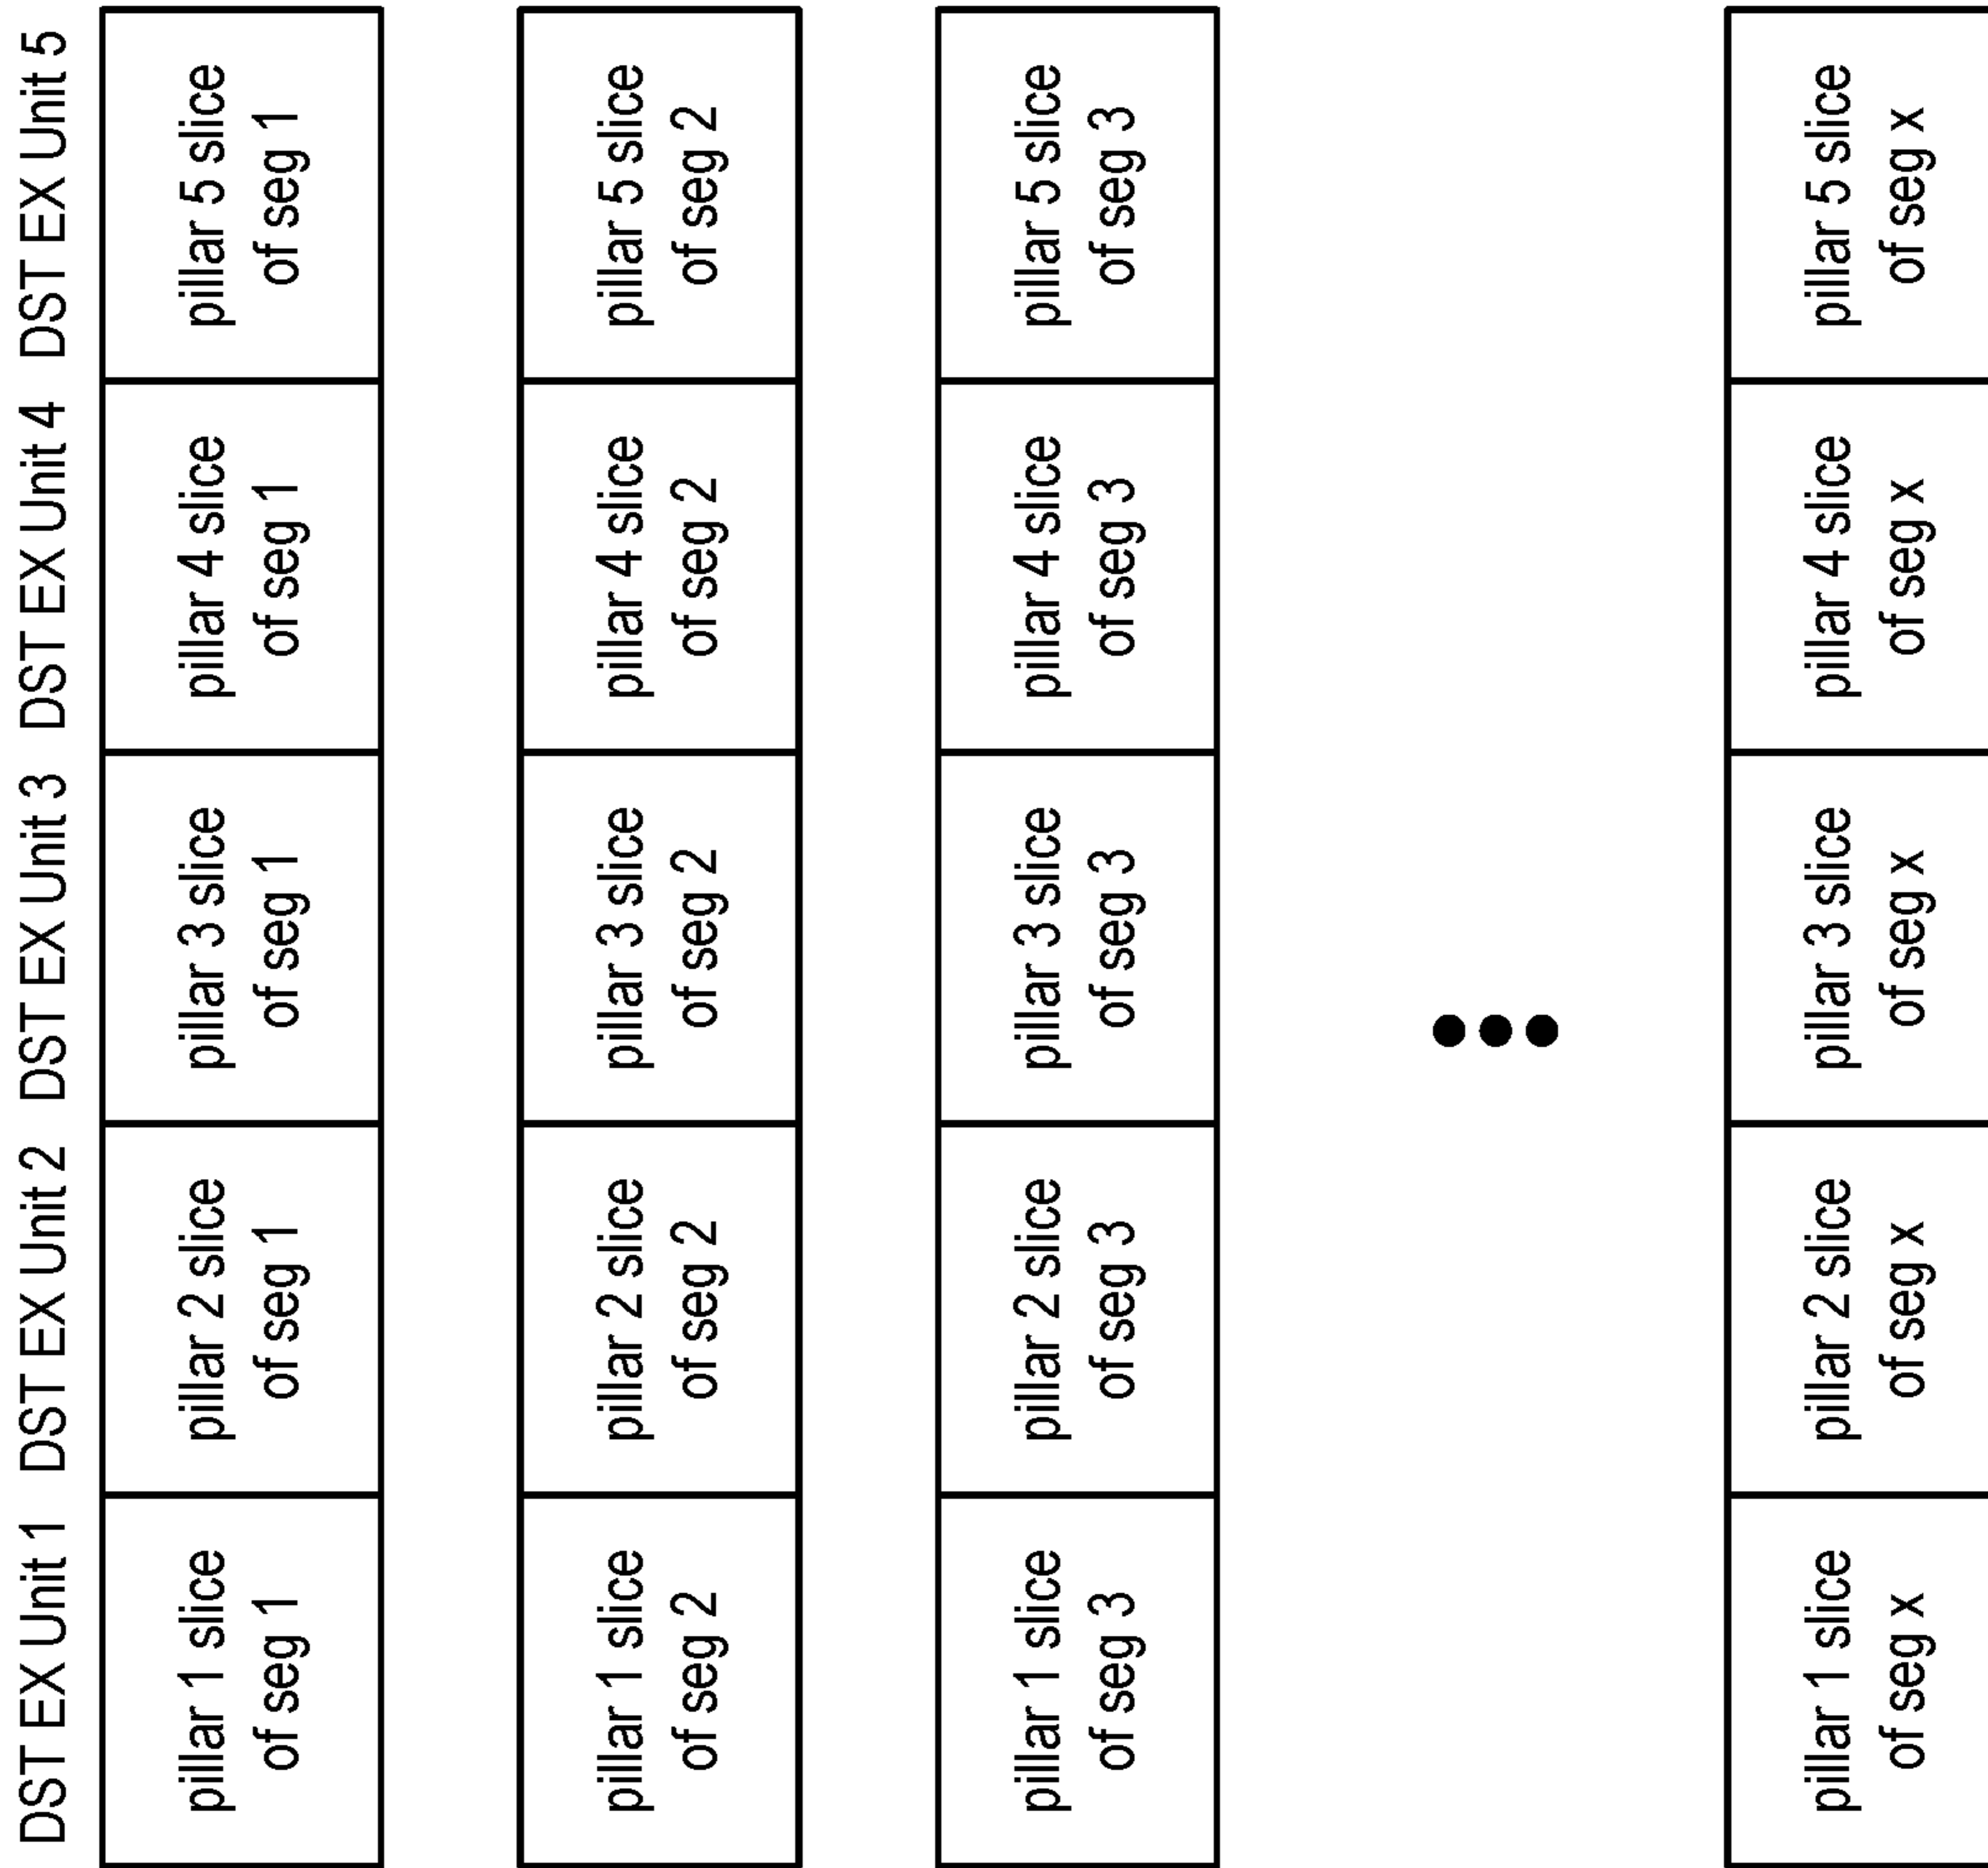 DST EX Unit 1 DST EX Unit 2 DST EX Unit 3 DST EX Unit 4 DST EX Unit 5
pillar 1 slice
of seg 1
pillar 2 slice
of seg 1
pillar 3 slice
of seg 1
pillar 4 slice
of seg 1
pillar 5 slice
of seg 1
pillar 1 slice
of seg 2
pillar 2 slice
of seg 2
pillar 3 slice
of seg 2
pillar 4 slice
of seg 2
pillar 5 slice
of seg 2
pillar 1 slice
of seg 3
pillar 2 slice
of seg 3
pillar 3 slice
of seg 3
pillar 4 slice
of seg 3
pillar 5 slice
of seg 3
pillar 1 slice
of seg x
pillar 2 slice
of seg x
pillar 3 slice
of seg x
pillar 4 slice
of seg x
pillar 5 slice
of seg x